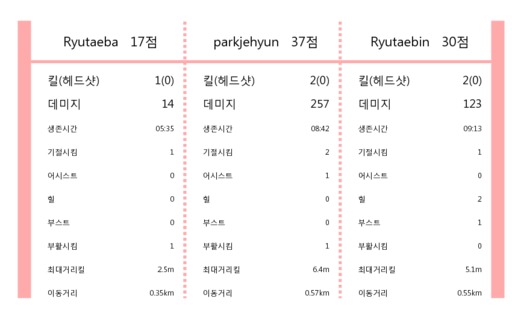 Ryutaeba 17점 parkjehyun 37점 Ryutaebin 30점
킬(헤드샷) 1(0) 킬(헤드샷) 2(0) 킬(헤드샷) 2(0)
데미지 14 데미지 257 데미지 123
생존시간 05:35 생존시간 08:42 생존시간 09:13
기절시킴 1 기절시킴 2 기절시킴 1
어시스트 0 어시스트 1 어시스트 0
힐 0 힐 0 힐 2
부스트 0 부스트 0 부스트 1
부활시킴 1 부활시킴 1 부활시킴 0
최대거리킬 2.5m 최대거리킬 6.4m 최대거리킬 5.1m
이동거리 0.35km 이동거리 0.57km 이동거리 0.55km